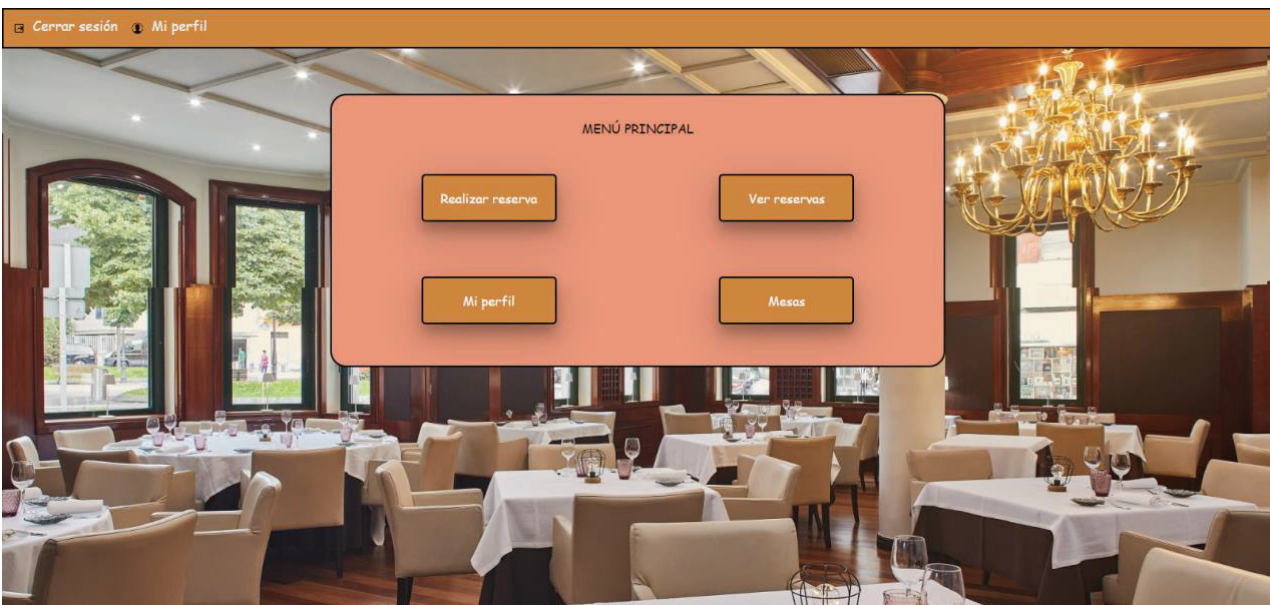 Cerrar sesión Mi perfil
MENÚ PRINCIPAL
Realizar reserva Ver reservas
Mi perfil Mesas